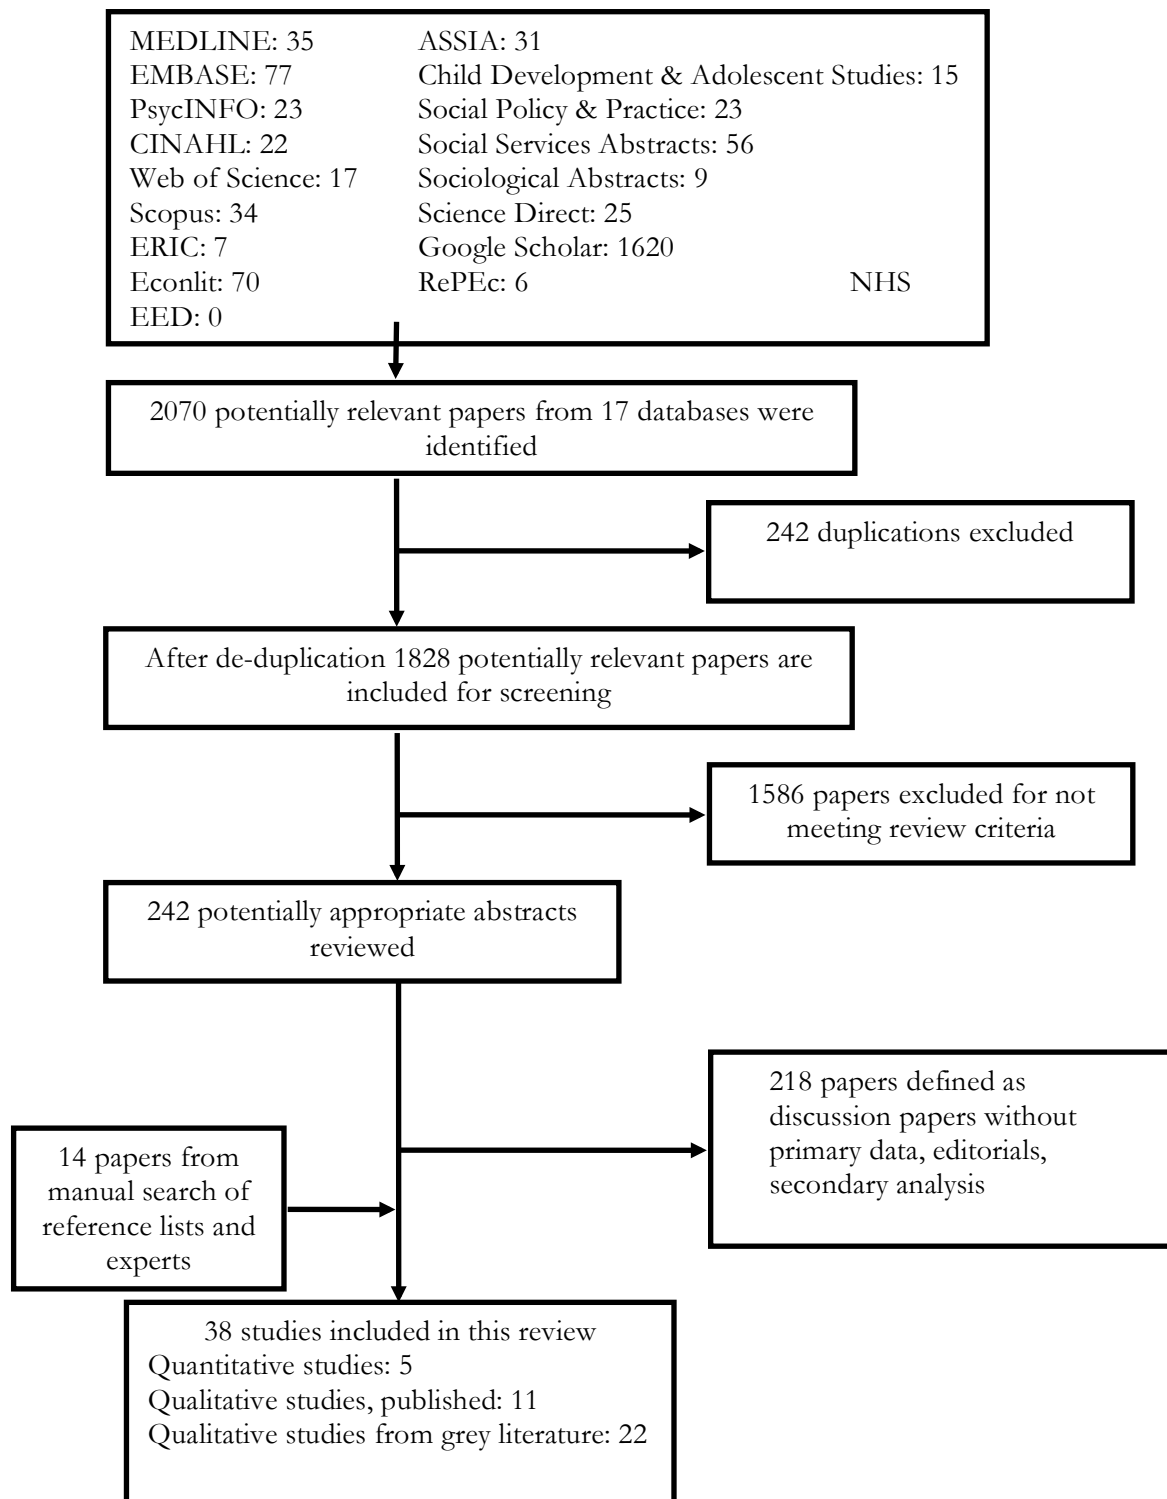 MEDLINE: 35 ASSIA: 31
EMBASE: 77 Child Development & Adolescent Studies: 15
PsycINFO: 23 Social Policy & Practice: 23
CINAHL: 22 Social Services Abstracts: 56
Web of Science: 17 Sociological Abstracts: 9
Scopus: 34 Science Direct: 25
ERIC: 7 Google Scholar: 1620
Econlit: 70 RePEc: 6 NHS
EED: 0
2070 potentially relevant papers from 17 databases were
identified
242 duplications excluded
After de-duplication 1828 potentially relevant papers are
included for screening
1586 papers excluded for not
meeting review criteria
242 potentially appropriate abstracts
reviewed
218 papers defined as
discussion papers without
primary data, editorials,
secondary analysis
14 papers from
manual search of
reference lists and
experts
38 studies included in this review
Quantitative studies: 5
Qualitative studies, published: 11
Qualitative studies from grey literature: 22